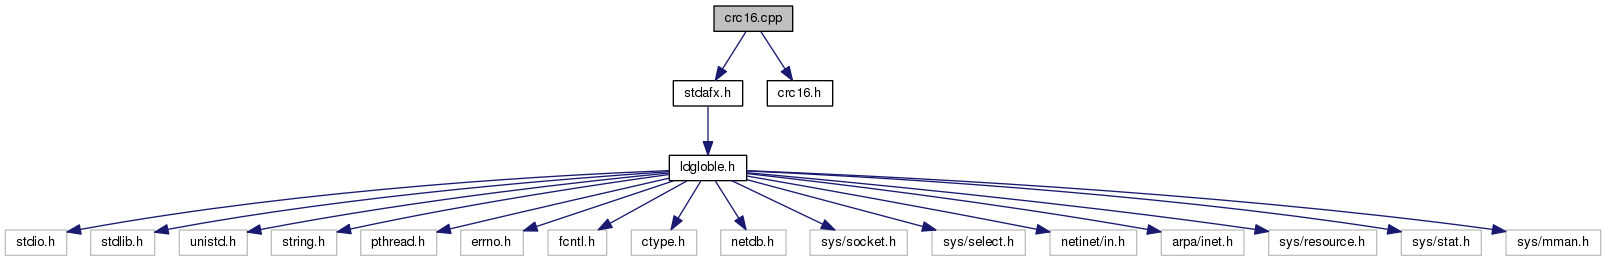 crc16.cpp
stdafx.h
crc16.h
ldgloble.h
stdio.h
stdlib.h
unistd.h
string.h
pthread.h
errno.h
fcntl.h
ctype.h
netdb.h
sys/socket.h
sys/select.h
netinet/in.h
arpa/inet.h
sys/resource.h
sys/stat.h
sys/mman.h